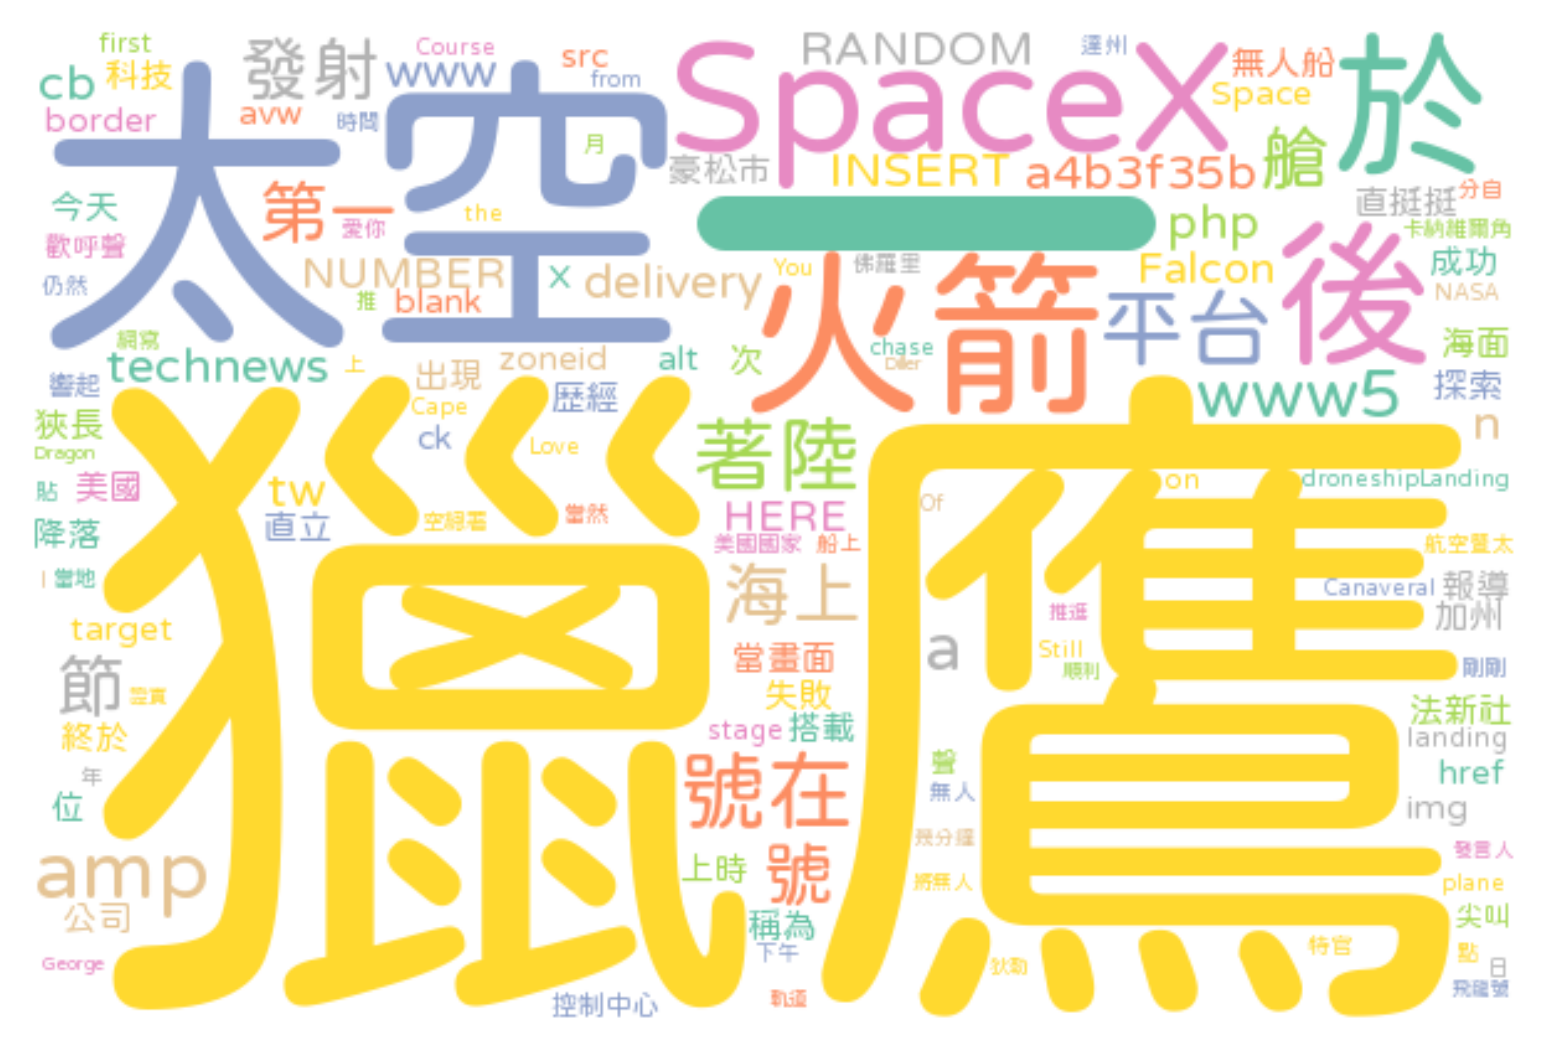 first
Course
src
RANDOM
達州
SpaceX
於
cb
科技
發射
www
from
無人船
Space
border
avw
時間
太空
月
豪松市
INSERT
a4b3f35b
艙
今天
第一
the
直挺挺
分自
歡呼聲
愛你
一
php
卡納維爾角
仍然
NUMBER
x
delivery
You
佛羅里
Falcon
後
成功
推
blank
火箭
平台
NASA
technews
上
出現
zoneid
alt
次
chase
Diller
海面
響起
Cape
歷經
www5
探索
狹長
ck
Love
著陸
n
Dragon
獵鷹
貼
美國
tw
on
droneshipLanding
降落
直立
當然
HERE
Of
美國國家
船上
航空暨太
當地
海上
Canaveral
報導
target
推進
加州
節
當畫面
a
Still
順利
剛剛
證實
失敗
終於
stage
搭載
法新社
landing
年
號在
href
位
無人
img
幾分鐘
amp
上時
號
將無人
發言人
plane
公司
稱為
尖叫
George
下午
狄勒
特官
點
日
控制中心
軌道
飛龍號